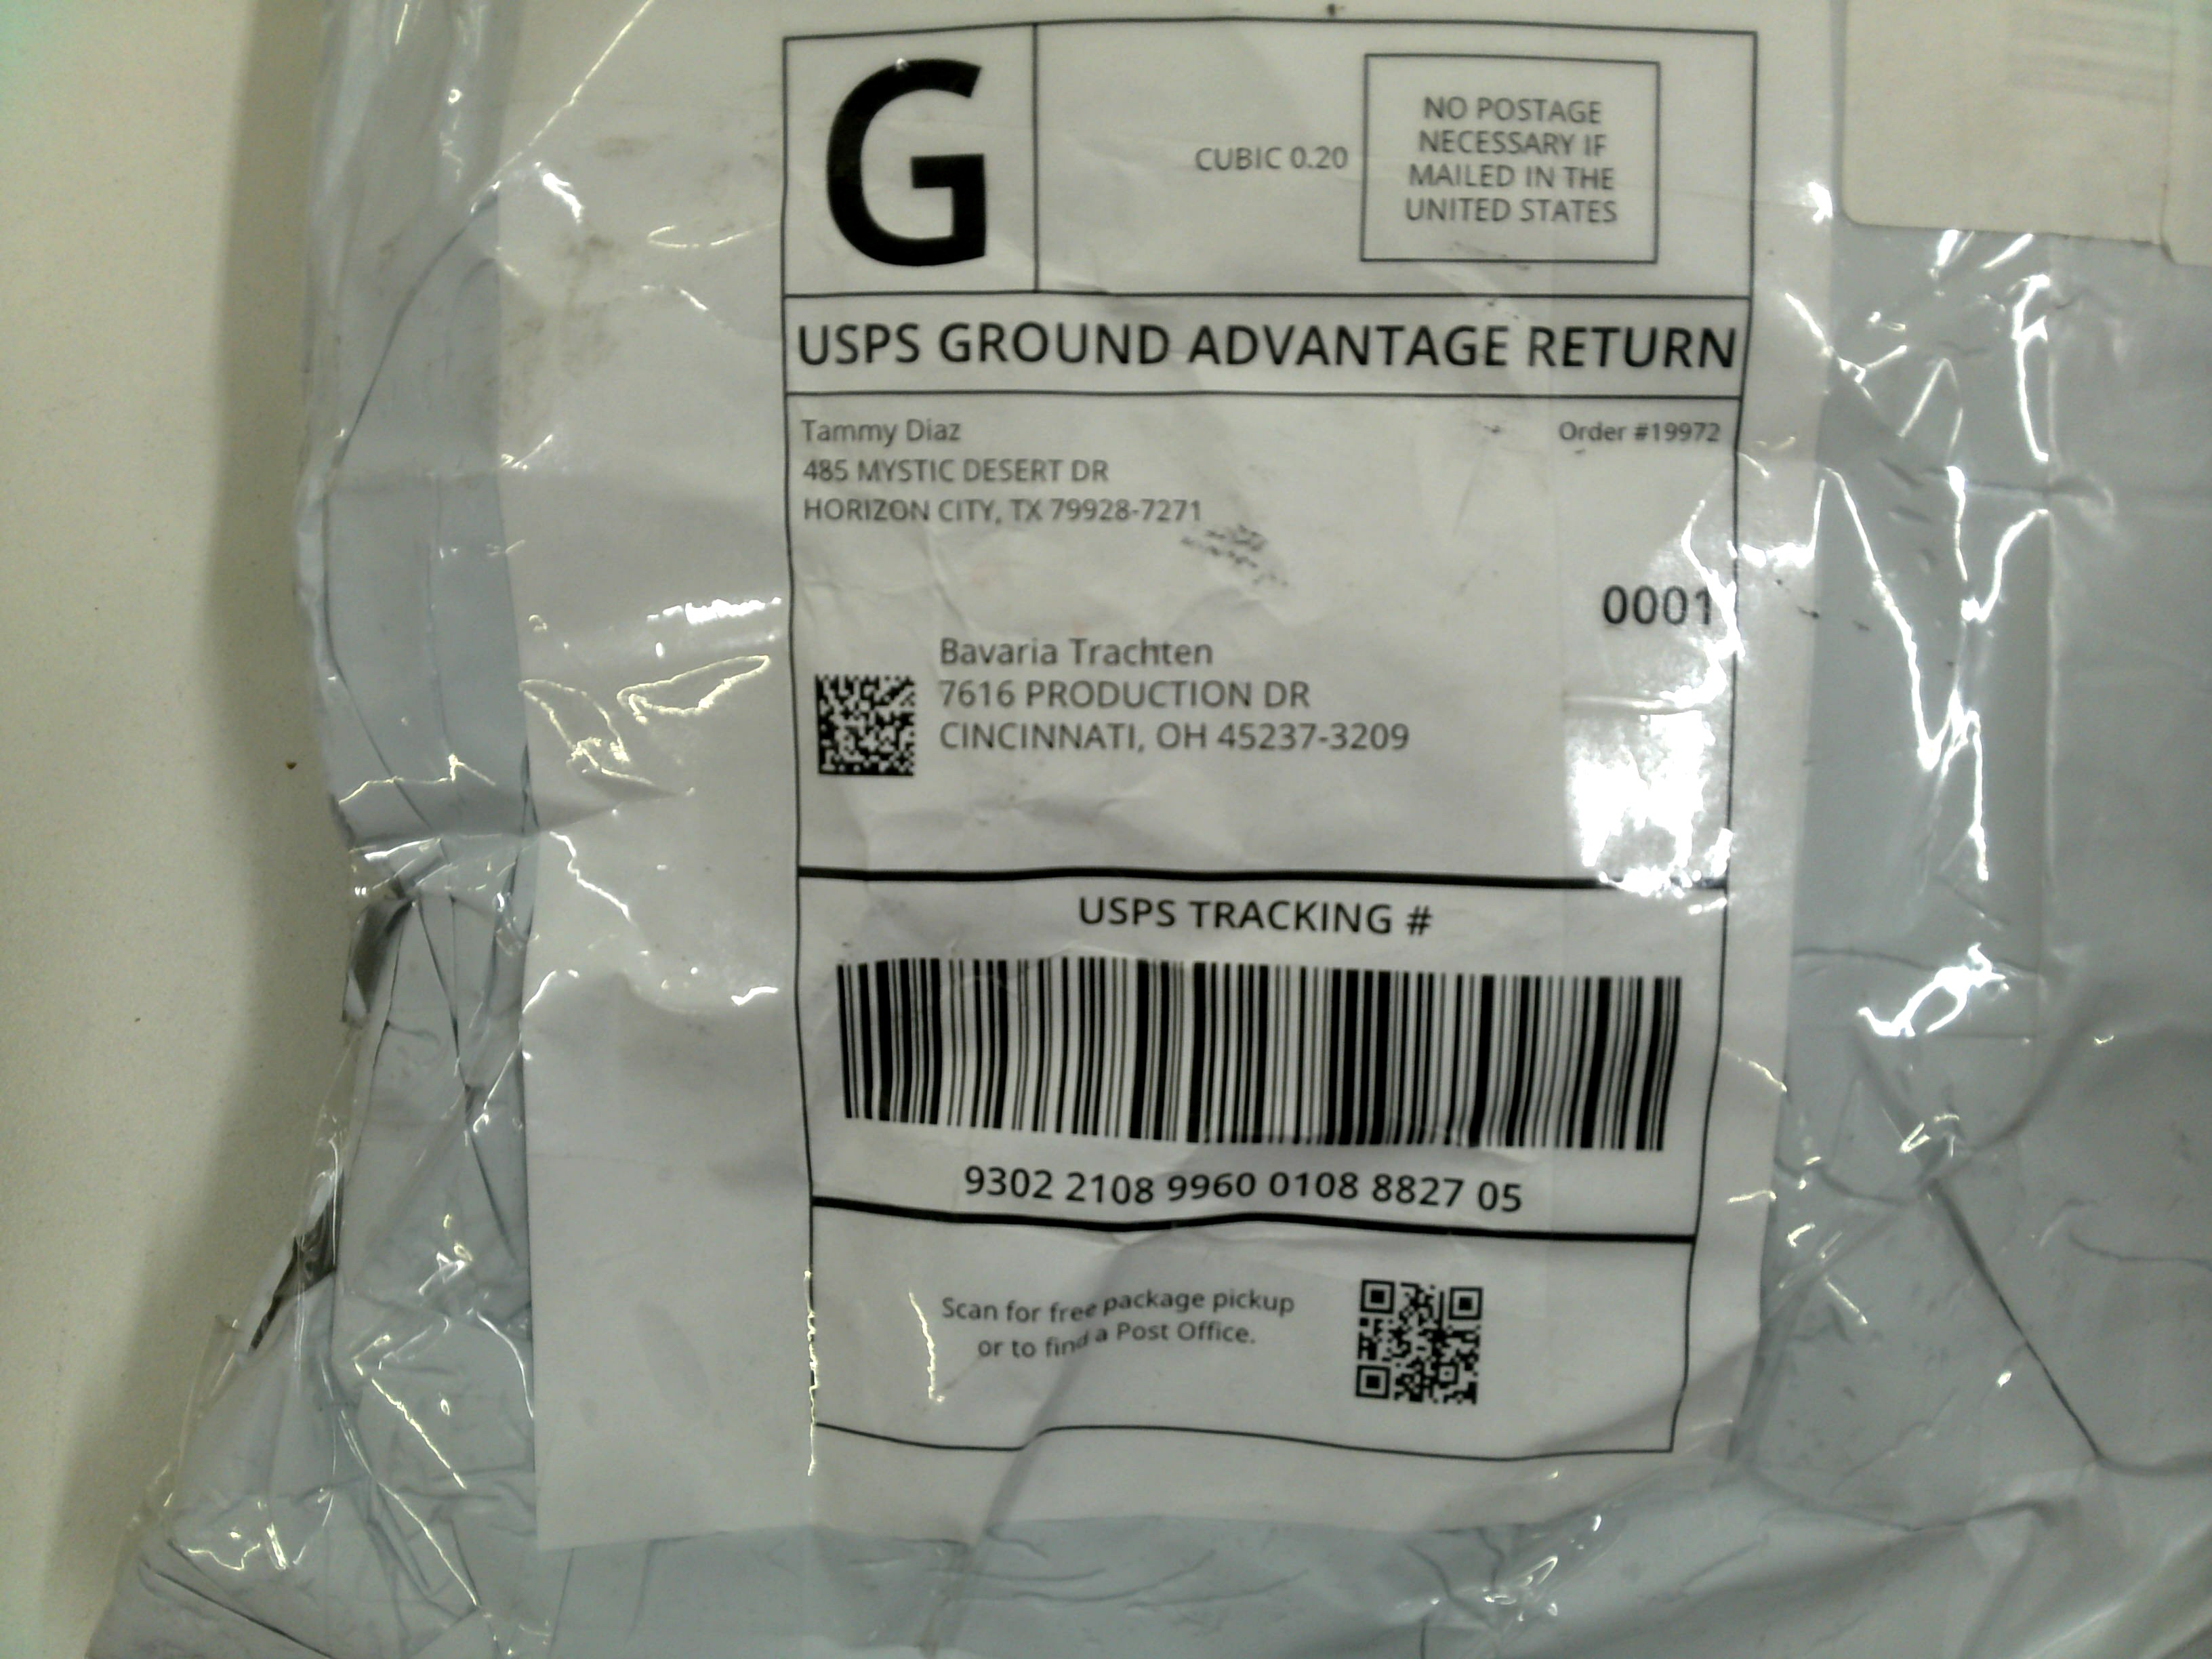 G
CUBIC 0.20
NO POSTAGE
NECESSARY IF
MAILED IN THE
UNITED STATES
USPS GROUND ADVANTAGE RETURN
Tammy Diaz
Order #19972
485 MYSTIC DESERT DR
HORIZON CITY, TX 79928-7271
0001
Bavaria Trachten
7616 PRODUCTION DR
CINCINNATI, OH 45237-3209
USPS TRACKING #
9302 2108 9960 0108 8827 05
Scan for free package pickup
or to find a Post Office.